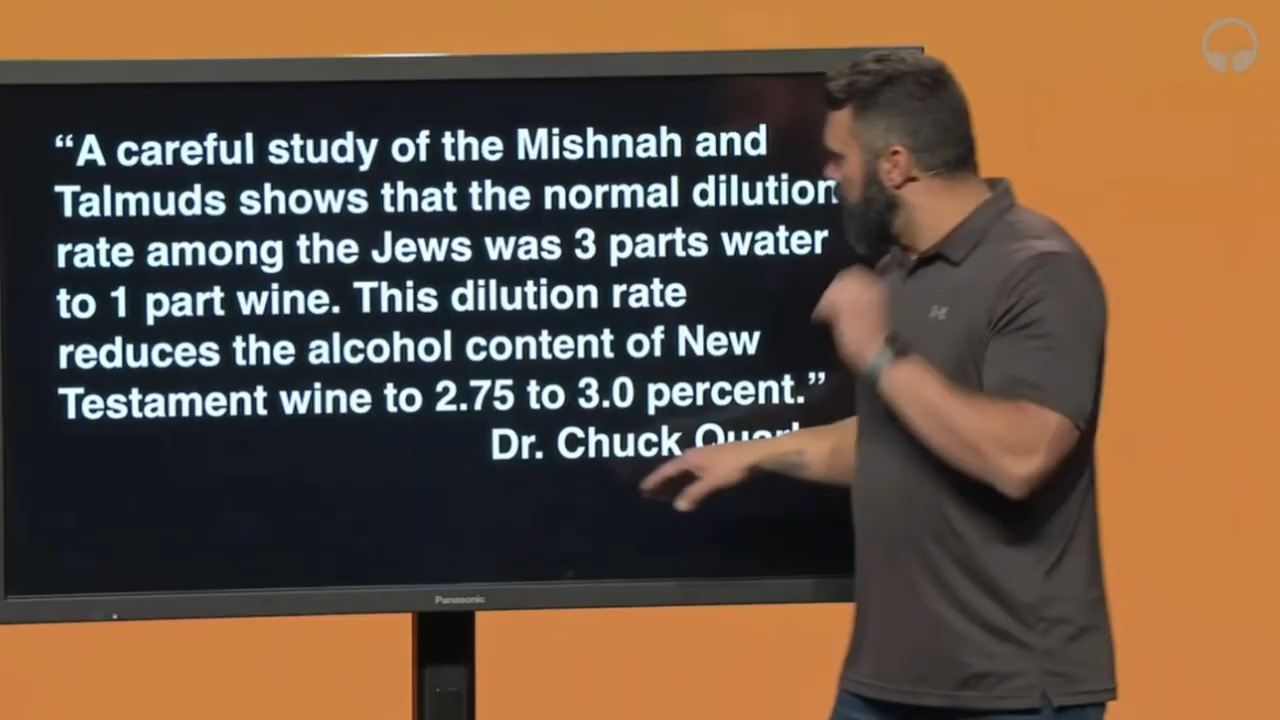 “A careful study of the Mishnah and
Talmuds shows that the normal dilution
rate among the Jews was 3 parts water
to 1 part wine. This dilution rate
reduces the alcohol content of New
Testament wine to 2.75 to 3.0 percent.”
Dr. Chuck
Panasonic